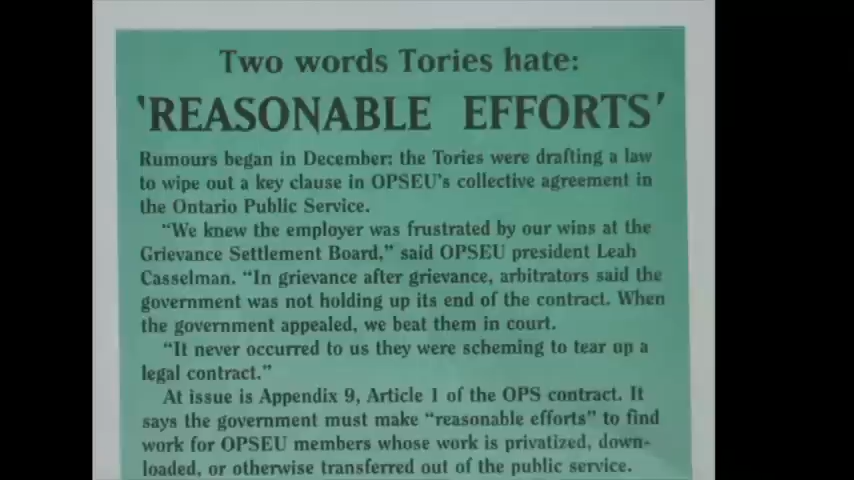 Two words Tories hate:
'REASONABLE EFFORTS'
Rumours began in December: the Tories were drafting a law
to wipe out a key clause in OPSEU's collective agreement in
the Ontario Public Service.
"We knew the employer was frustrated by our wins at the
Grievance Settlement Board," said OPSEU president Leah
Casselman. "In grievance after grievance, arbitrators said the
government was not holding up its end of the contract. When
the government appealed, we beat them in court.
"It never occurred to us they were scheming to tear up a
legal contract."
At issue is Appendix 9, Article 1 of the OPS contract. It
says the government must make "reasonable efforts" to find
work for OPSEU members whose work is privatized, down-
loaded, or otherwise transferred out of the public service.